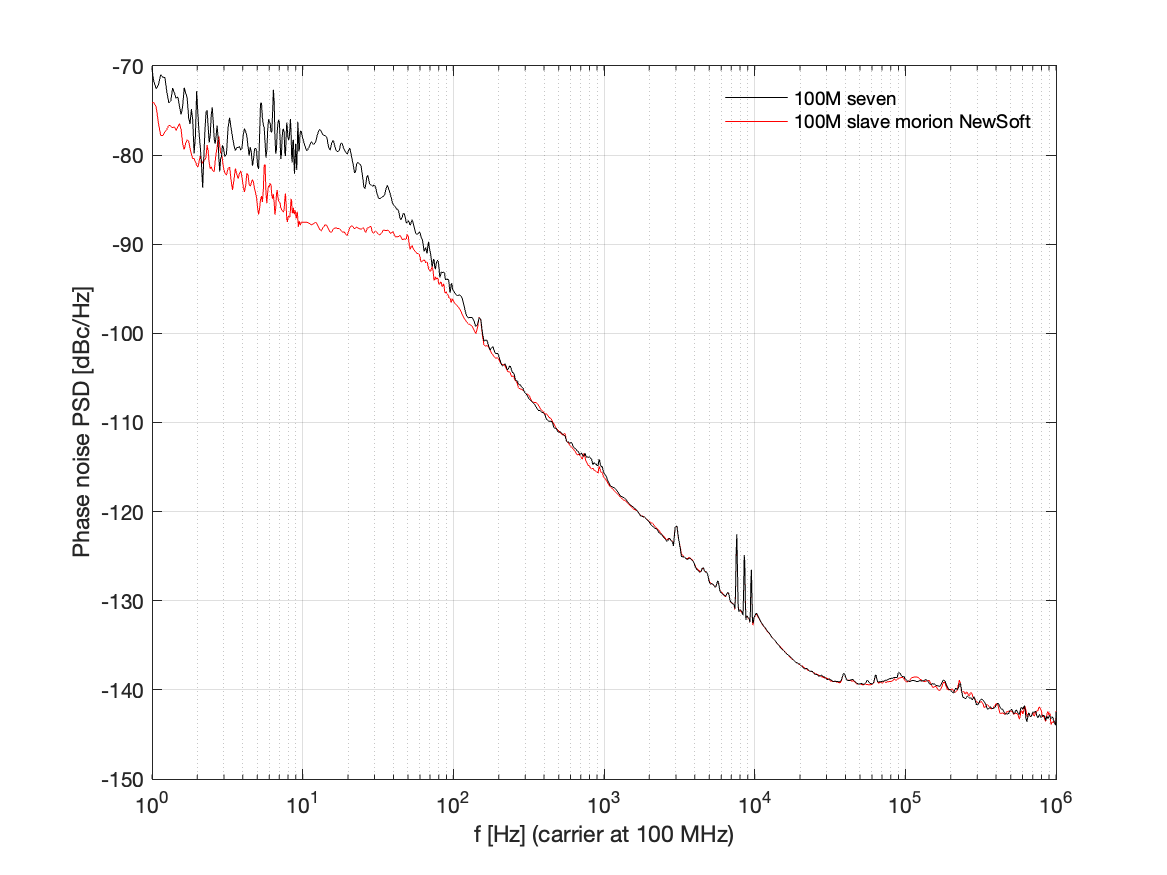 -70
-80
-90
-100
-110
-120
-130
-140
-150
Phase noise PSD [dBc/Hz]
100M seven
100M slave morion NewSoft
10^0 10^1 10^2 10^3 10^4 10^5 10^6
f [Hz] (carrier at 100 MHz)